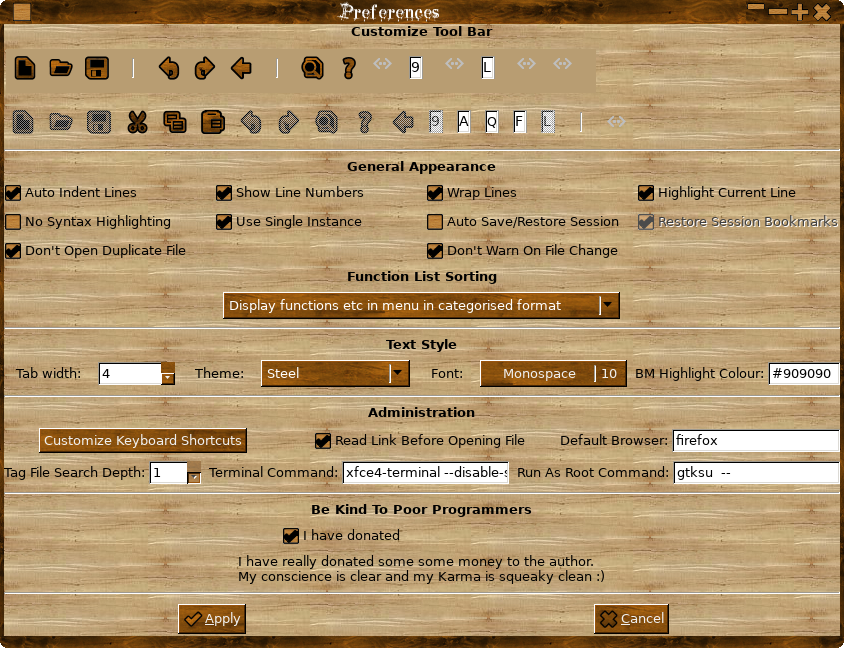 Preferences
Customize Tool Bar
9 L
9 A Q F L
General Appearance
Auto Indent Lines Show Line Numbers Wrap Lines Highlight Current Line
No Syntax Highlighting Use Single Instance Auto Save/Restore Session Restore Session Bookmarks
Don't Open Duplicate File Don't Warn On File Change
Function List Sorting
Display functions etc in menu in categorised format
Text Style
Tab width: 4 Theme: Steel Font: Monospace 10 BM Highlight Colour: #909090
Administration
Customize Keyboard Shortcuts Read Link Before Opening File Default Browser: firefox
Tag File Search Depth: 1 Terminal Command: xfce4-terminal --disable-s Run As Root Command: gtksu --
Be Kind To Poor Programmers
I have donated
I have really donated some some money to the author.
My conscience is clear and my Karma is squeaky clean :)
Apply Cancel